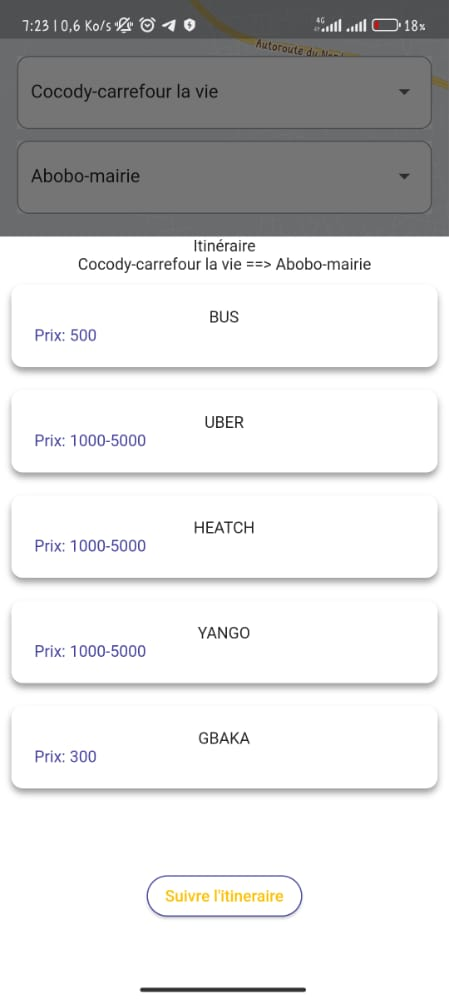 7:23 | 0,6 Ko/s
4G
18%
Autoroute du Nord
Cocody-carrefour la vie
Abobo-mairie
Itinéraire
Cocody-carrefour la vie ==> Abobo-mairie
BUS
Prix: 500
UBER
Prix: 1000-5000
HEATCH
Prix: 1000-5000
YANGO
Prix: 1000-5000
GBAKA
Prix: 300
Suivre l'itineraire